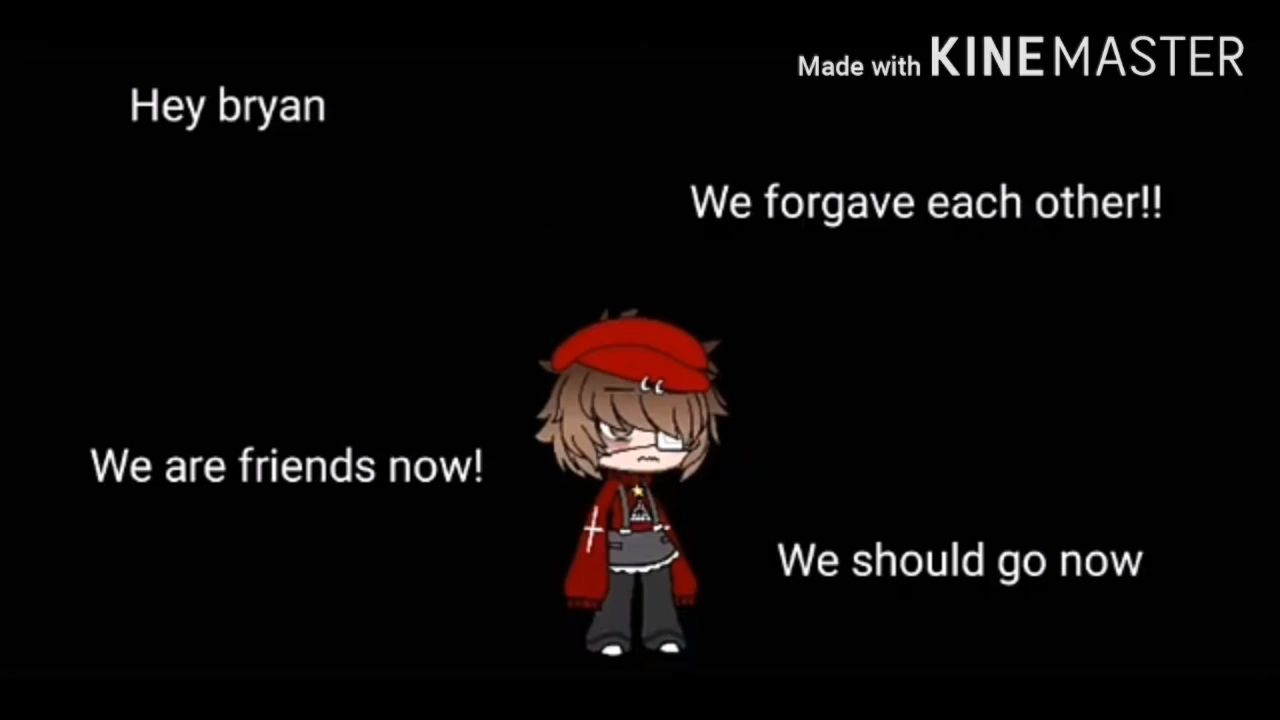 Made with KINEMASTER
Hey bryan
We forgave each other!!
We are friends now!
We should go now